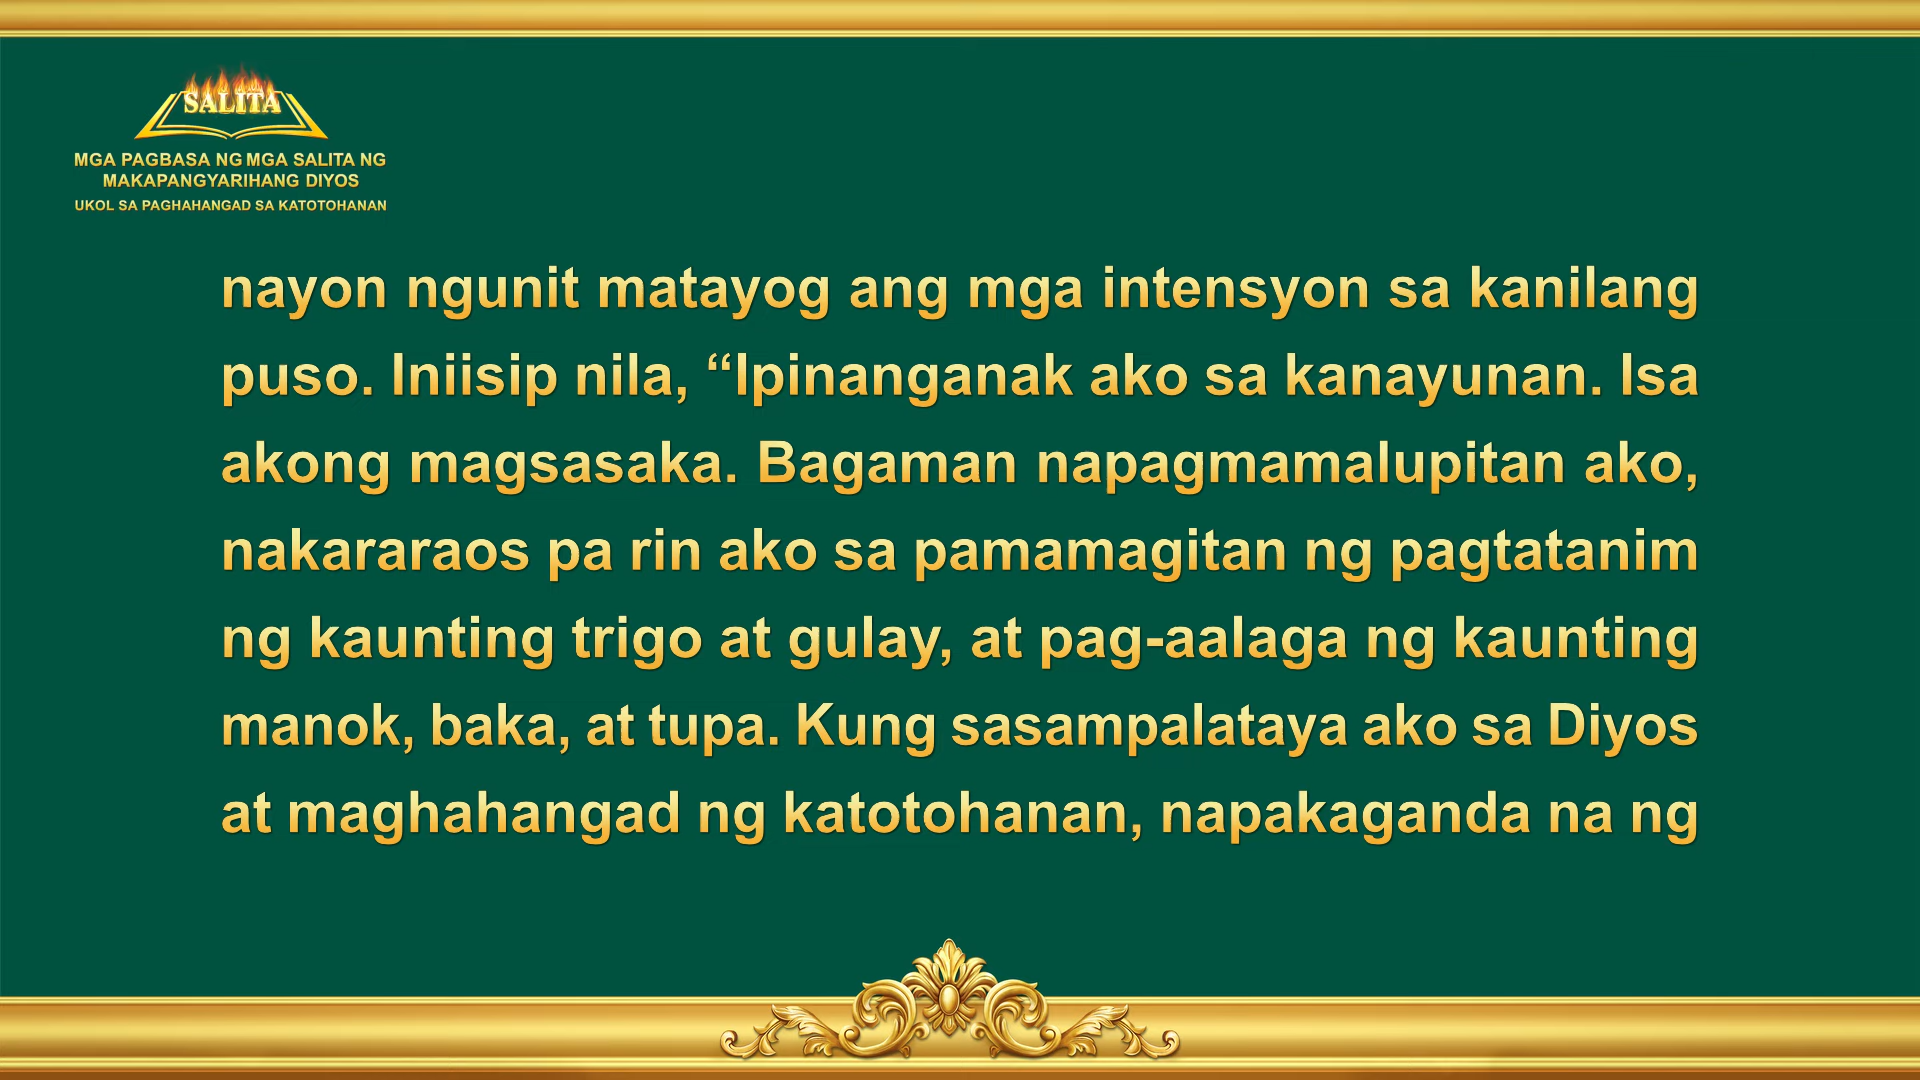 SALITA
MGA PAGBASA NG MGA SALITA NG
MAKAPANGYARIHANG DIYOS
UKOL SA PAGHAHANGAD SA KATOTOHANAN
nayon ngunit matayog ang mga intensyon sa kanilang
puso. Iniisip nila, “Ipinanganak ako sa kanayunan. Isa
akong magsasaka. Bagaman napagmamalupitan ako,
nakararaos pa rin ako sa pamamagitan ng pagtatanim
ng kaunting trigo at gulay, at pag-aalaga ng kaunting
manok, baka, at tupa. Kung sasampalataya ako sa Diyos
at maghahangad ng katotohanan, napakaganda na ng